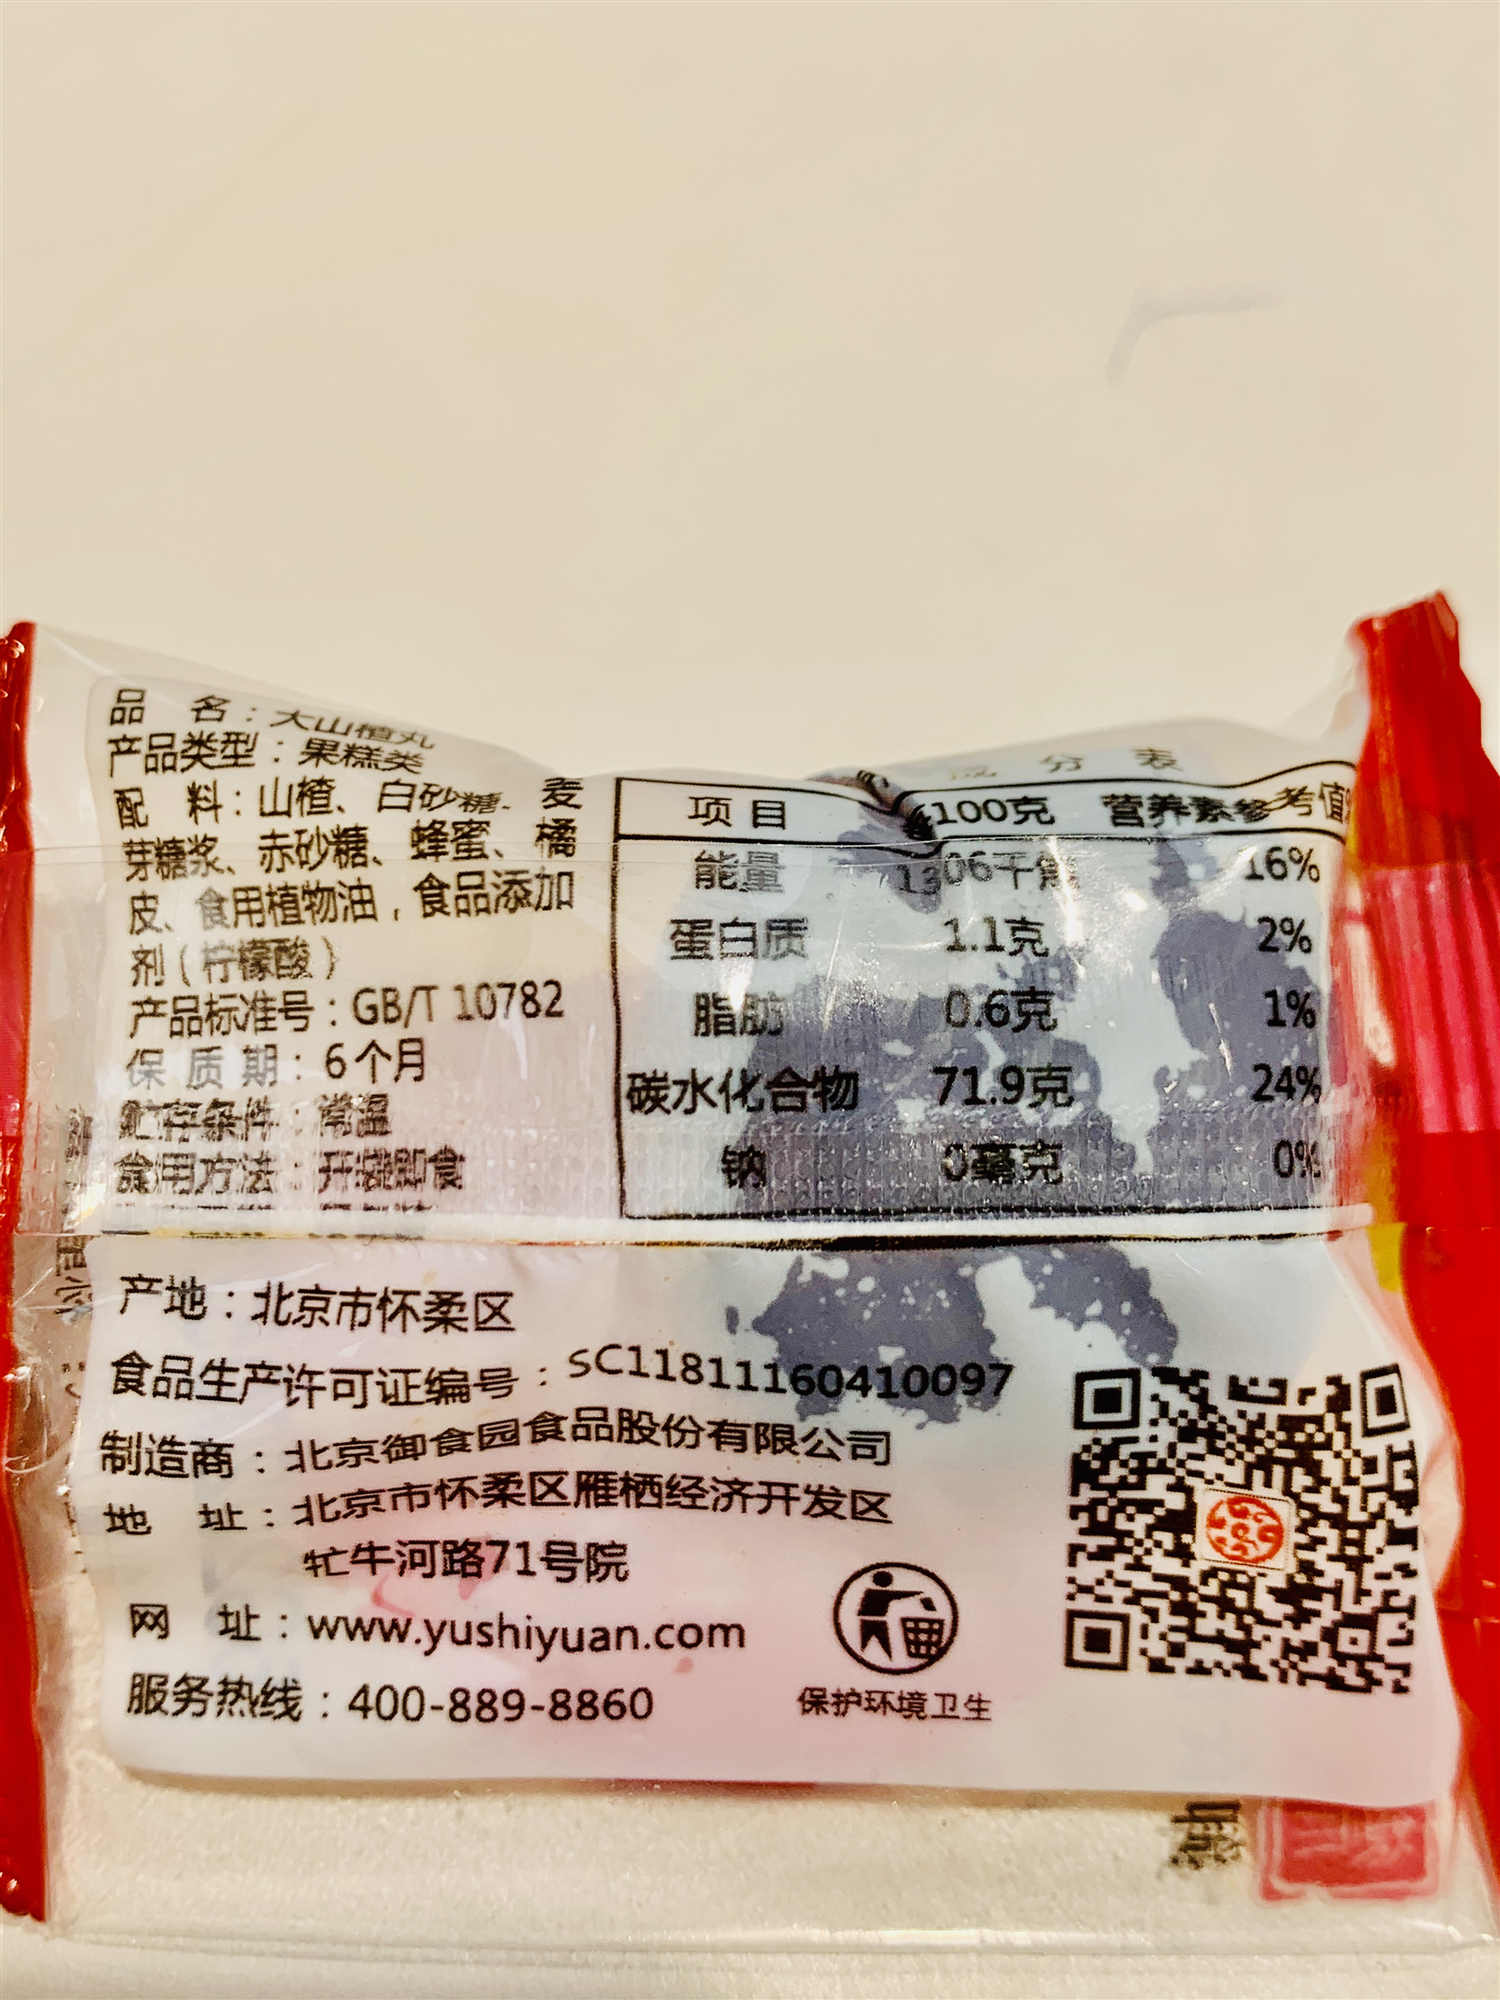 品 名：大山楂丸
产品类型：果糕类
配 料：山楂、白砂糖、麦
芽糖浆、赤砂糖、蜂蜜、橘
皮、食用植物油，食品添加
剂（柠檬酸）
产品标准号：GB/T 10782
保 质 期：6个月
贮存条件：常温
食用方法：开袋即食
成 分 表
项目 100克 营养素参考值
能量 1306千焦 16%
蛋白质 1.1克 2%
脂肪 0.6克 1%
碳水化合物 71.9克 24%
钠 0毫克 0%
产地：北京市怀柔区
食品生产许可证编号：SC11811160410097
制造商：北京御食园食品股份有限公司
地 址：北京市怀柔区雁栖经济开发区
牤牛河路71号院
网 址：www.yushiyuan.com
服务热线：400-889-8860
保护环境卫生